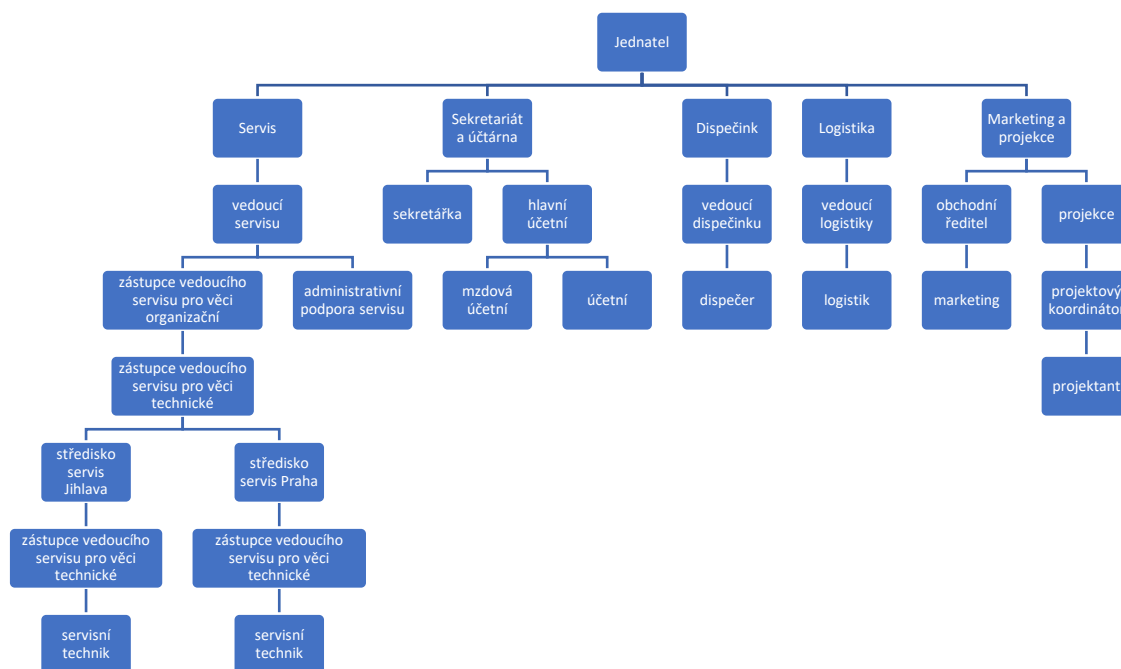 Jednatel
Servis
Sekretariát
a účtárna
Dispečink
Logistika
Marketing a
projekce
vedoucí
servisu
sekretářka
hlavní
účetní
vedoucí
dispečinku
vedoucí
logistiky
obchodní
ředitel
projekce
zástupce vedoucího
servisu pro věci
organizační
administrativní
podpora servisu
mzdová
účetní
účetní
dispečer
logistik
marketing
projektový
koordinátor
zástupce vedoucího
servisu pro věci
technické
projektant
středisko
servis
Jihlava
středisko
servis Praha
zástupce vedoucího
servisu pro věci
technické
zástupce vedoucího
servisu pro věci
technické
servisní
technik
servisní
technik